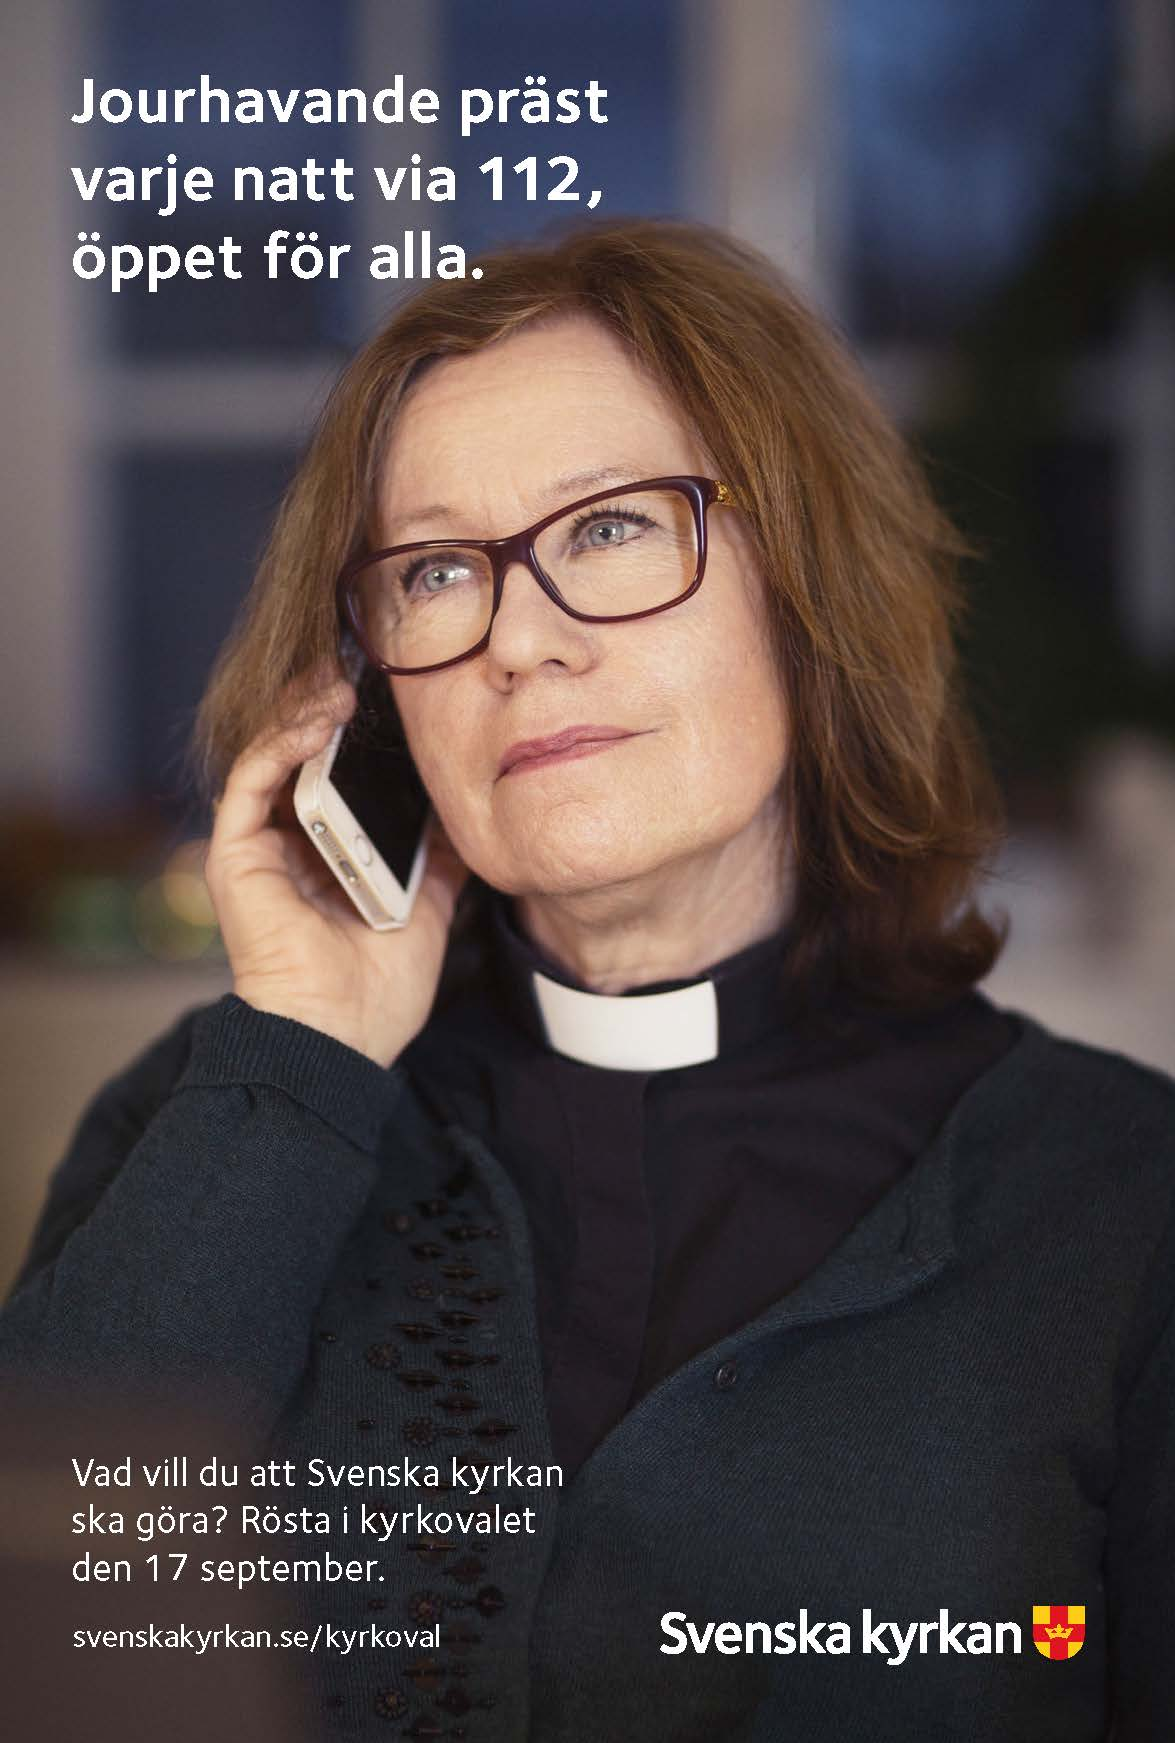 Jourhavande präst
varje natt via 112,
öppet för alla.
Vad vill du att Svenska kyrkan
ska göra? Rösta i kyrkovalet
den 17 september.
svenskakyrkan.se/kyrkoval
Svenska kyrkan